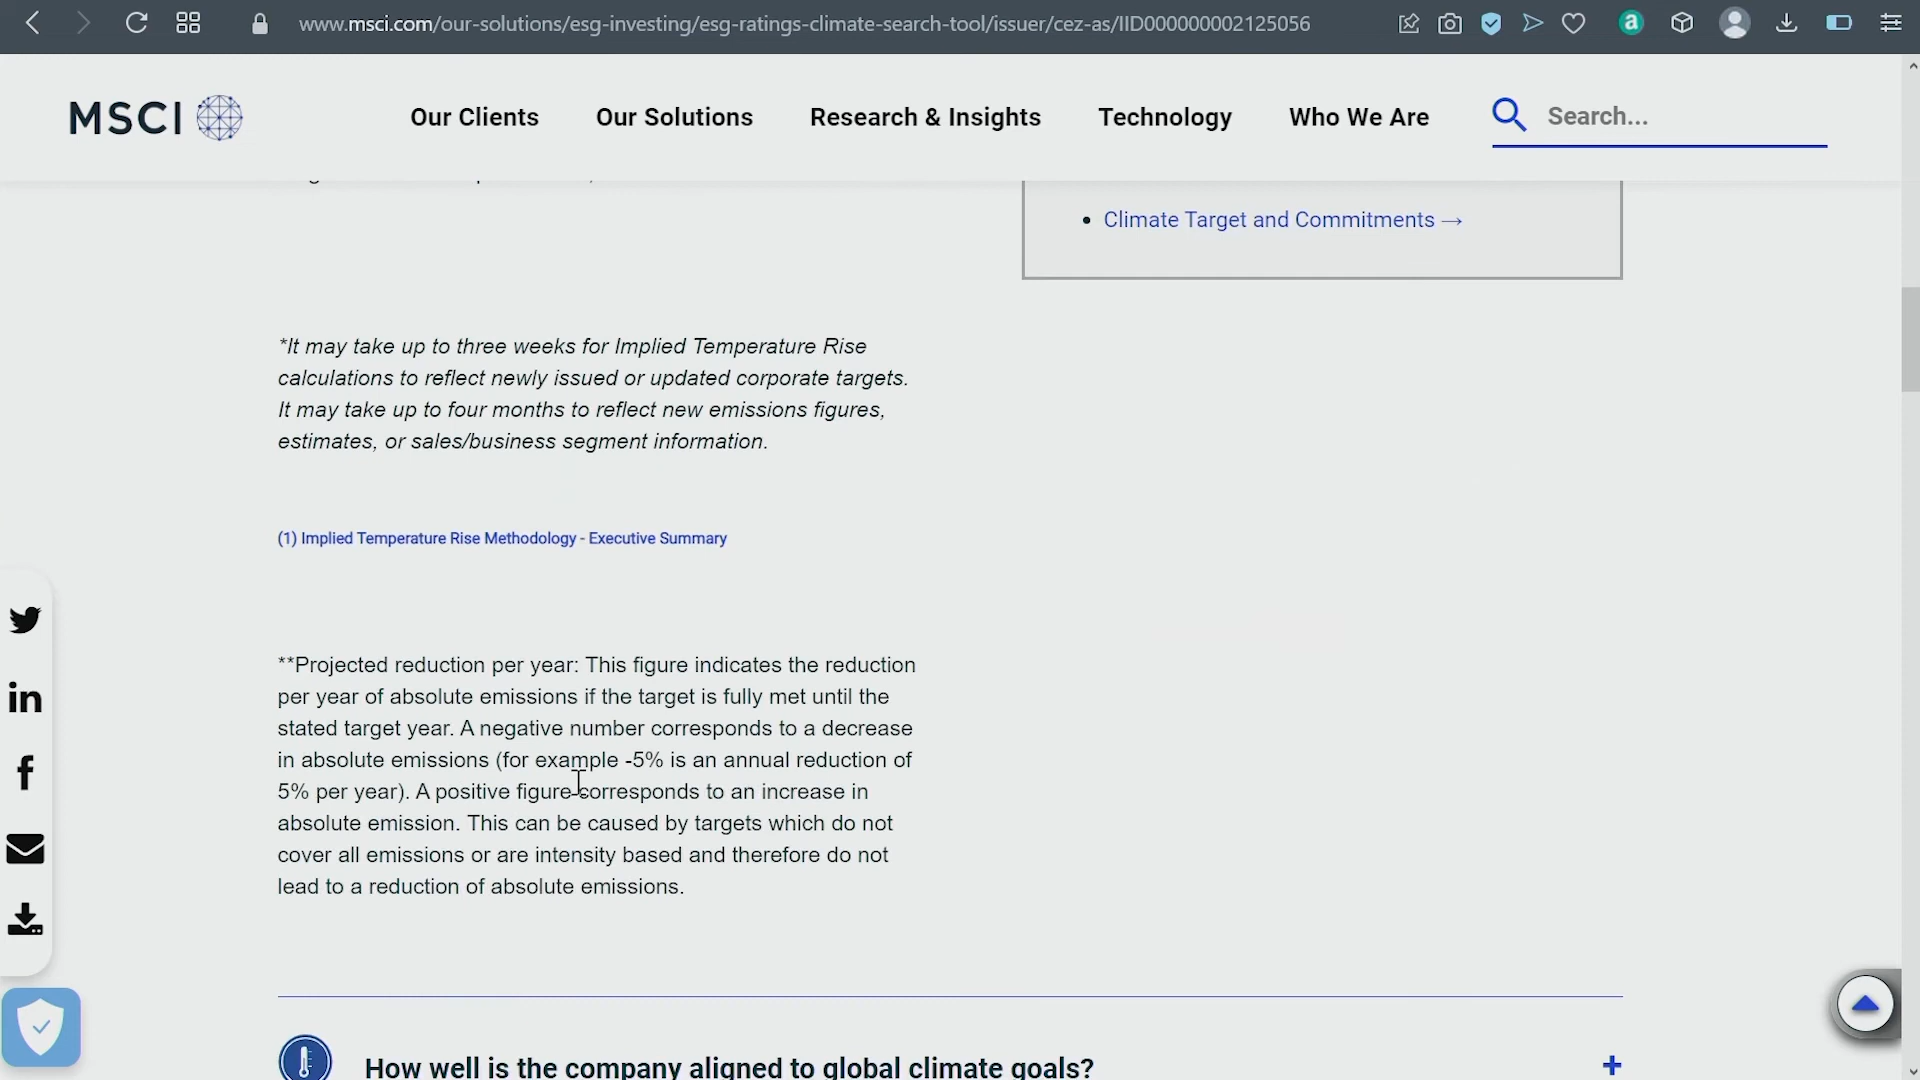 www.msci.com/our-solutions/esg-investing/esg-ratings-climate-search-tool/issuer/cez-as/IID000000002125056
MSCI
Our Clients
Our Solutions
Research & Insights
Technology
Who We Are
Search...
• Climate Target and Commitments →
*It may take up to three weeks for Implied Temperature Rise
calculations to reflect newly issued or updated corporate targets.
It may take up to four months to reflect new emissions figures,
estimates, or sales/business segment information.
(1) Implied Temperature Rise Methodology - Executive Summary
**Projected reduction per year: This figure indicates the reduction
per year of absolute emissions if the target is fully met until the
stated target year. A negative number corresponds to a decrease
in absolute emissions (for example -5% is an annual reduction of
5% per year). A positive figure corresponds to an increase in
absolute emission. This can be caused by targets which do not
cover all emissions or are intensity based and therefore do not
lead to a reduction of absolute emissions.
How well is the company aligned to global climate goals?
+